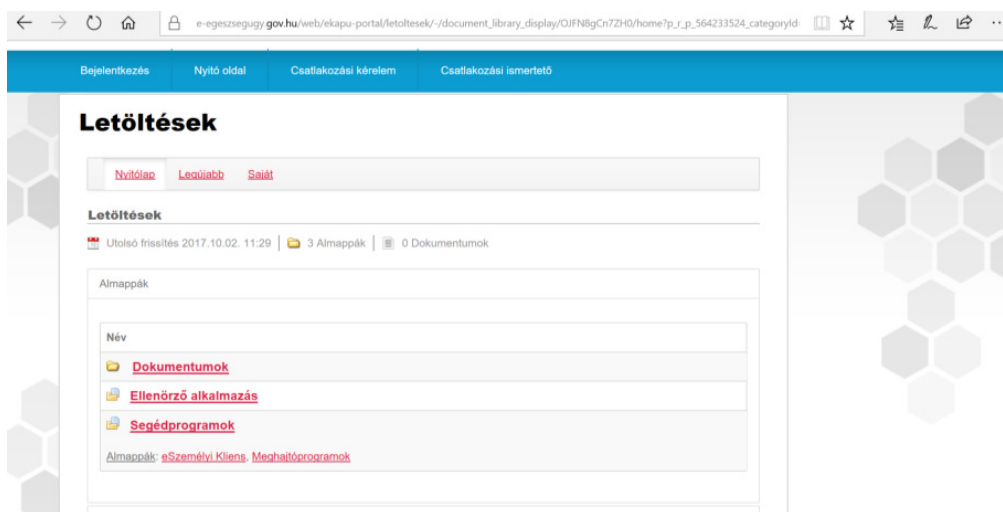 e-egeszsegugy.gov.hu/web/ekapu-portal/letoltesek/-/document_library_display/OJFN8gCn7ZH0/home?p_r_p_564233524_categoryId
Bejelentkezés Nyitó oldal Csatlakozási kérelem Csatlakozási ismertető
Letöltések
Nyitólap Legújabb Saját
Letöltések
Utolsó frissítés 2017.10.02. 11:29 3 Almappák 0 Dokumentumok
Almappák
Név
Dokumentumok
Ellenörző alkalmazás
Segédprogramok
Almappák: eSzemélyi Kliens, Meghajtóprogramok